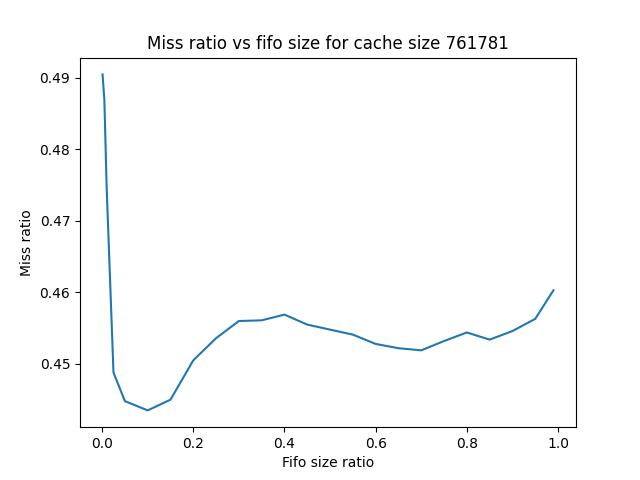 Miss ratio vs fifo size for cache size 761781
0.49
0.48
0.47
0.46
0.45
Miss ratio
0.0 0.2 0.4 0.6 0.8 1.0
Fifo size ratio